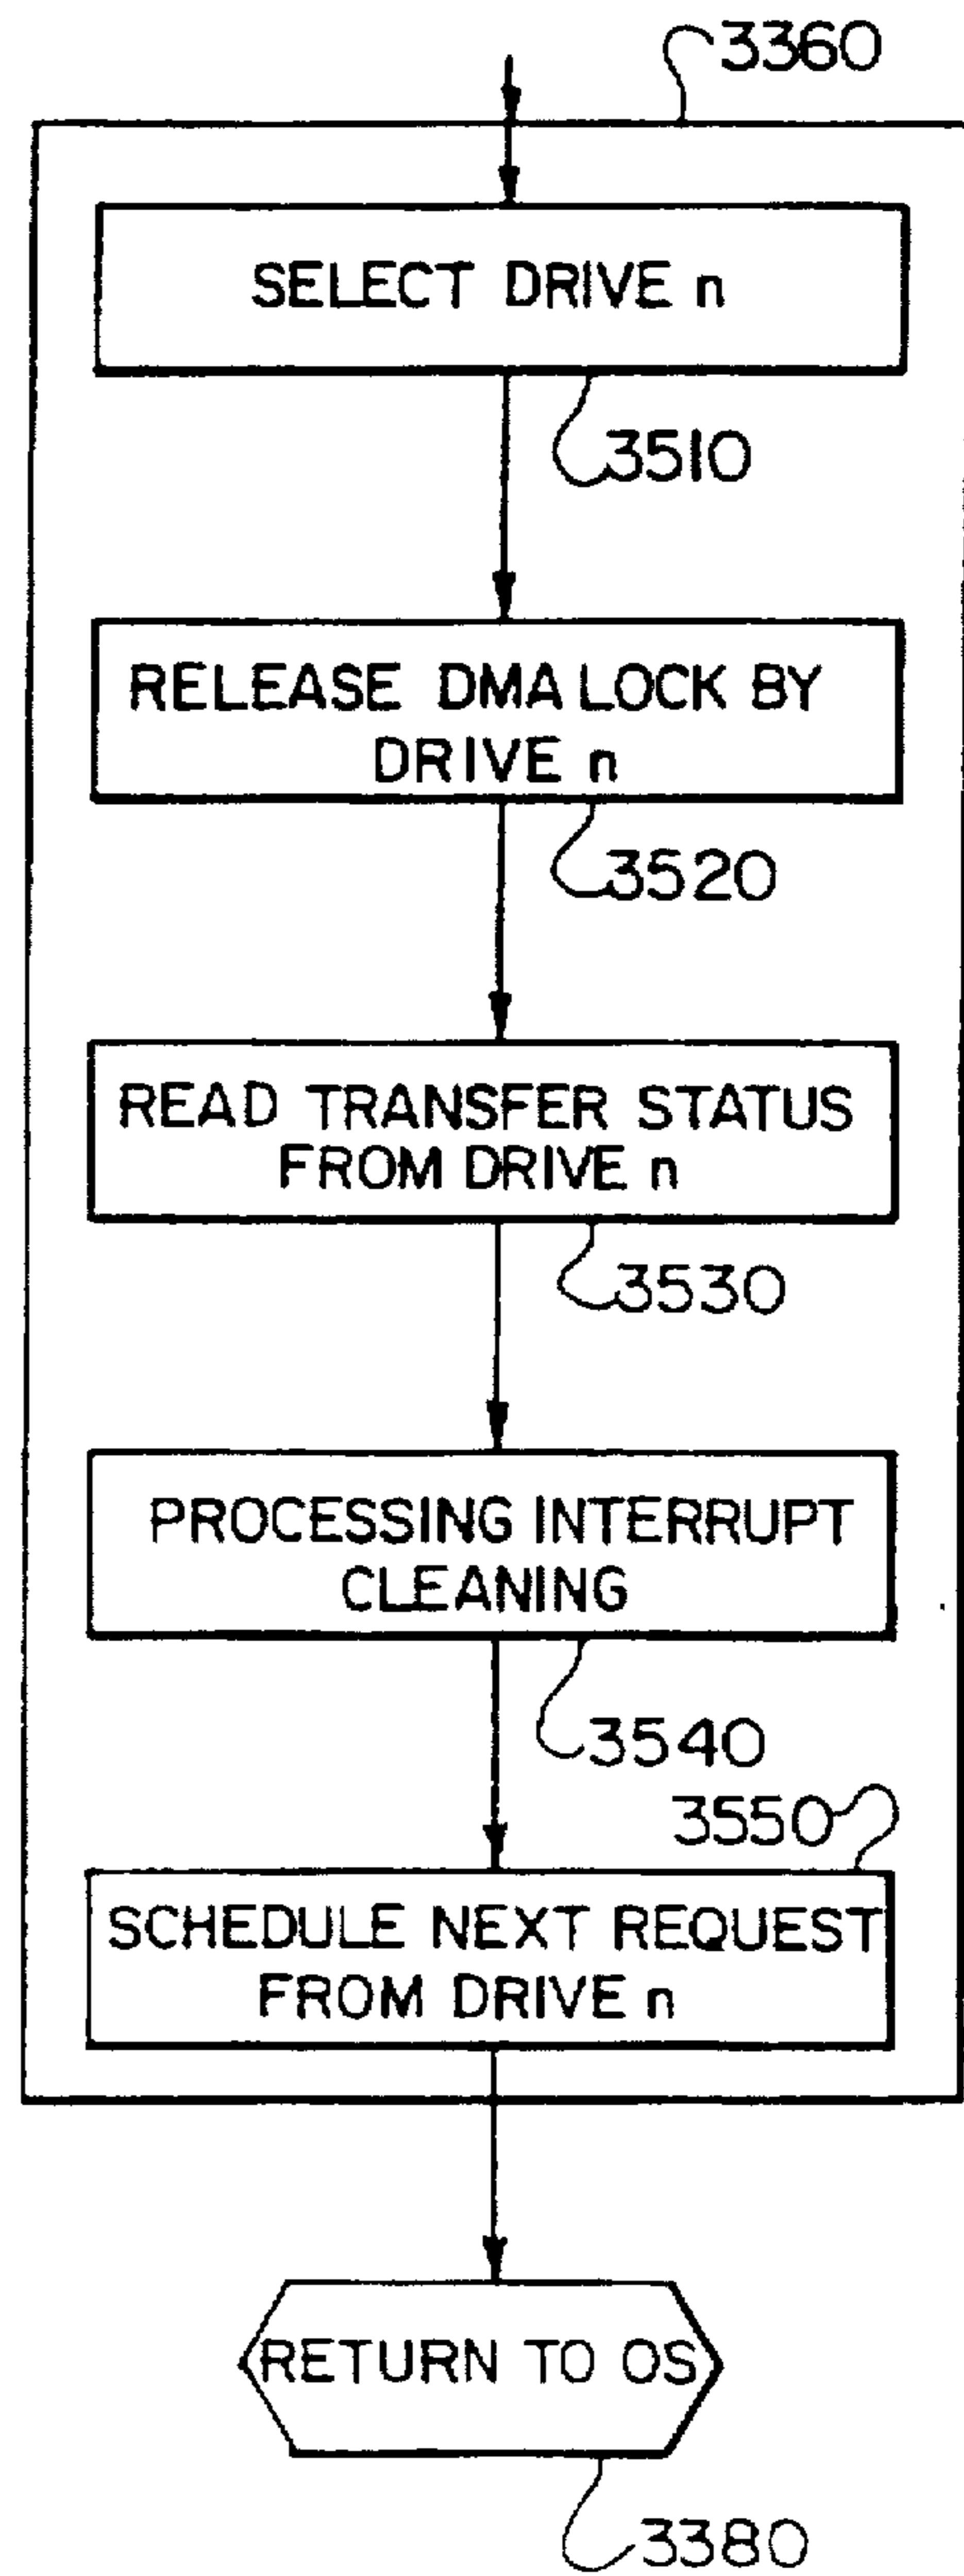 3360
SELECT DRIVE n
3510
RELEASE DMA LOCK BY
DRIVE n
3520
READ TRANSFER STATUS
FROM DRIVE n
3530
PROCESSING INTERRUPT
CLEANING
3540
3550
SCHEDULE NEXT REQUEST
FROM DRIVE n
RETURN TO OS
3380